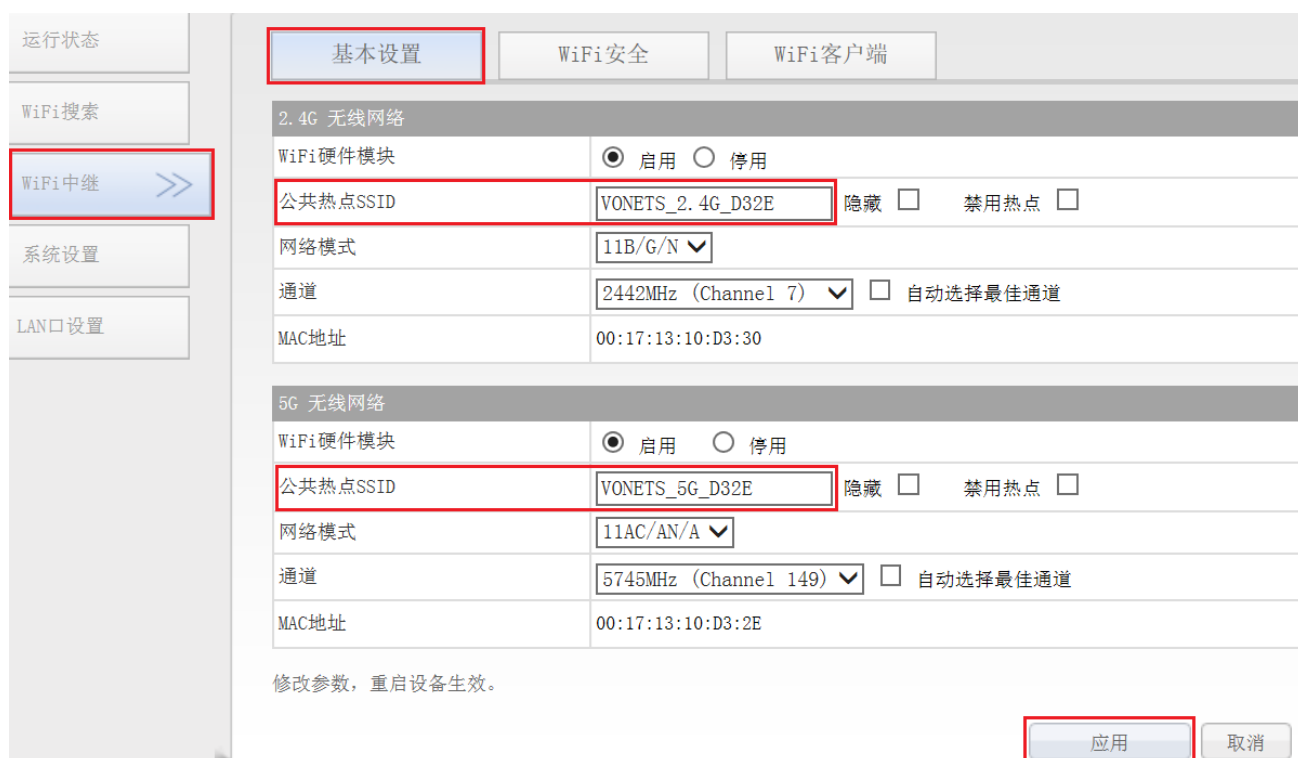 运行状态
WiFi搜索
WiFi中继
系统设置
LAN口设置
基本设置 WiFi安全 WiFi客户端
2.4G 无线网络
WiFi硬件模块 启用 停用
公共热点SSID VONETS_2.4G_D32E 隐藏 禁用热点
网络模式 11B/G/N
通道 2442MHz (Channel 7) 自动选择最佳通道
MAC地址 00:17:13:10:D3:30
5G 无线网络
WiFi硬件模块 启用 停用
公共热点SSID VONETS_5G_D32E 隐藏 禁用热点
网络模式 11AC/AN/A
通道 5745MHz (Channel 149) 自动选择最佳通道
MAC地址 00:17:13:10:D3:2E
修改参数，重启设备生效。
应用 取消